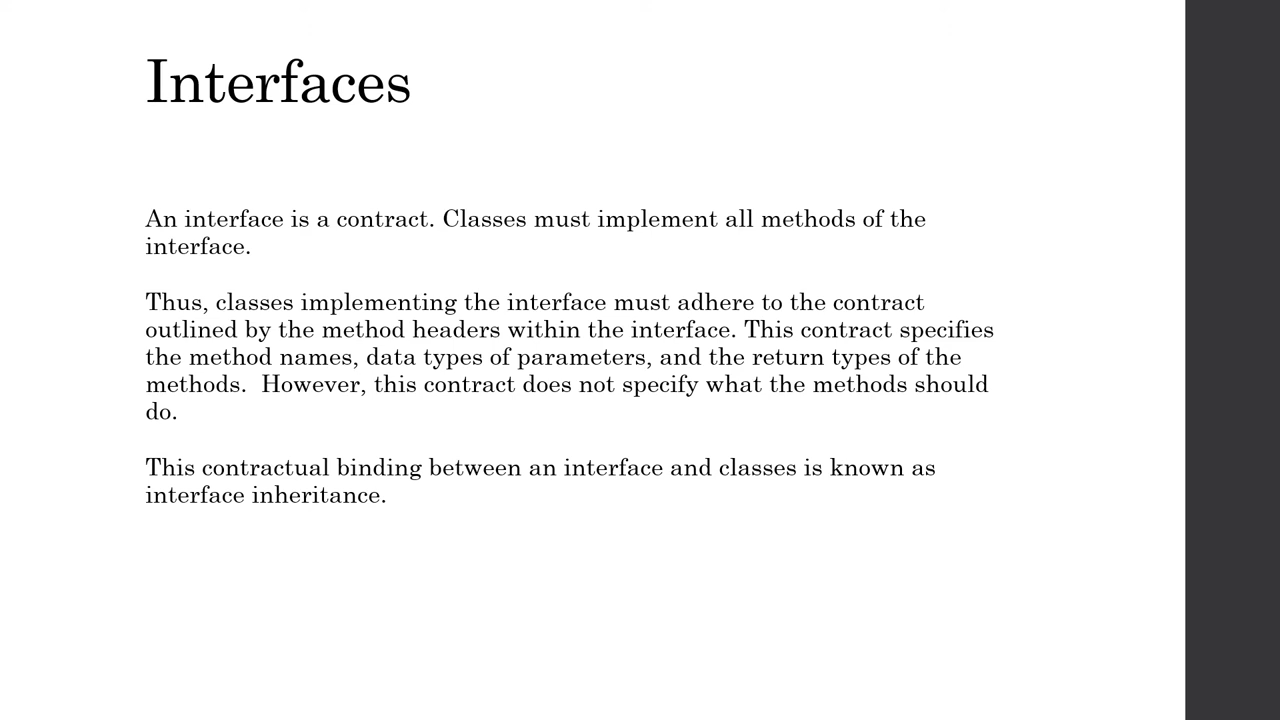 Interfaces
An interface is a contract. Classes must implement all methods of the
interface.
Thus, classes implementing the interface must adhere to the contract
outlined by the method headers within the interface. This contract specifies
the method names, data types of parameters, and the return types of the
methods.  However, this contract does not specify what the methods should
do.
This contractual binding between an interface and classes is known as
interface inheritance.